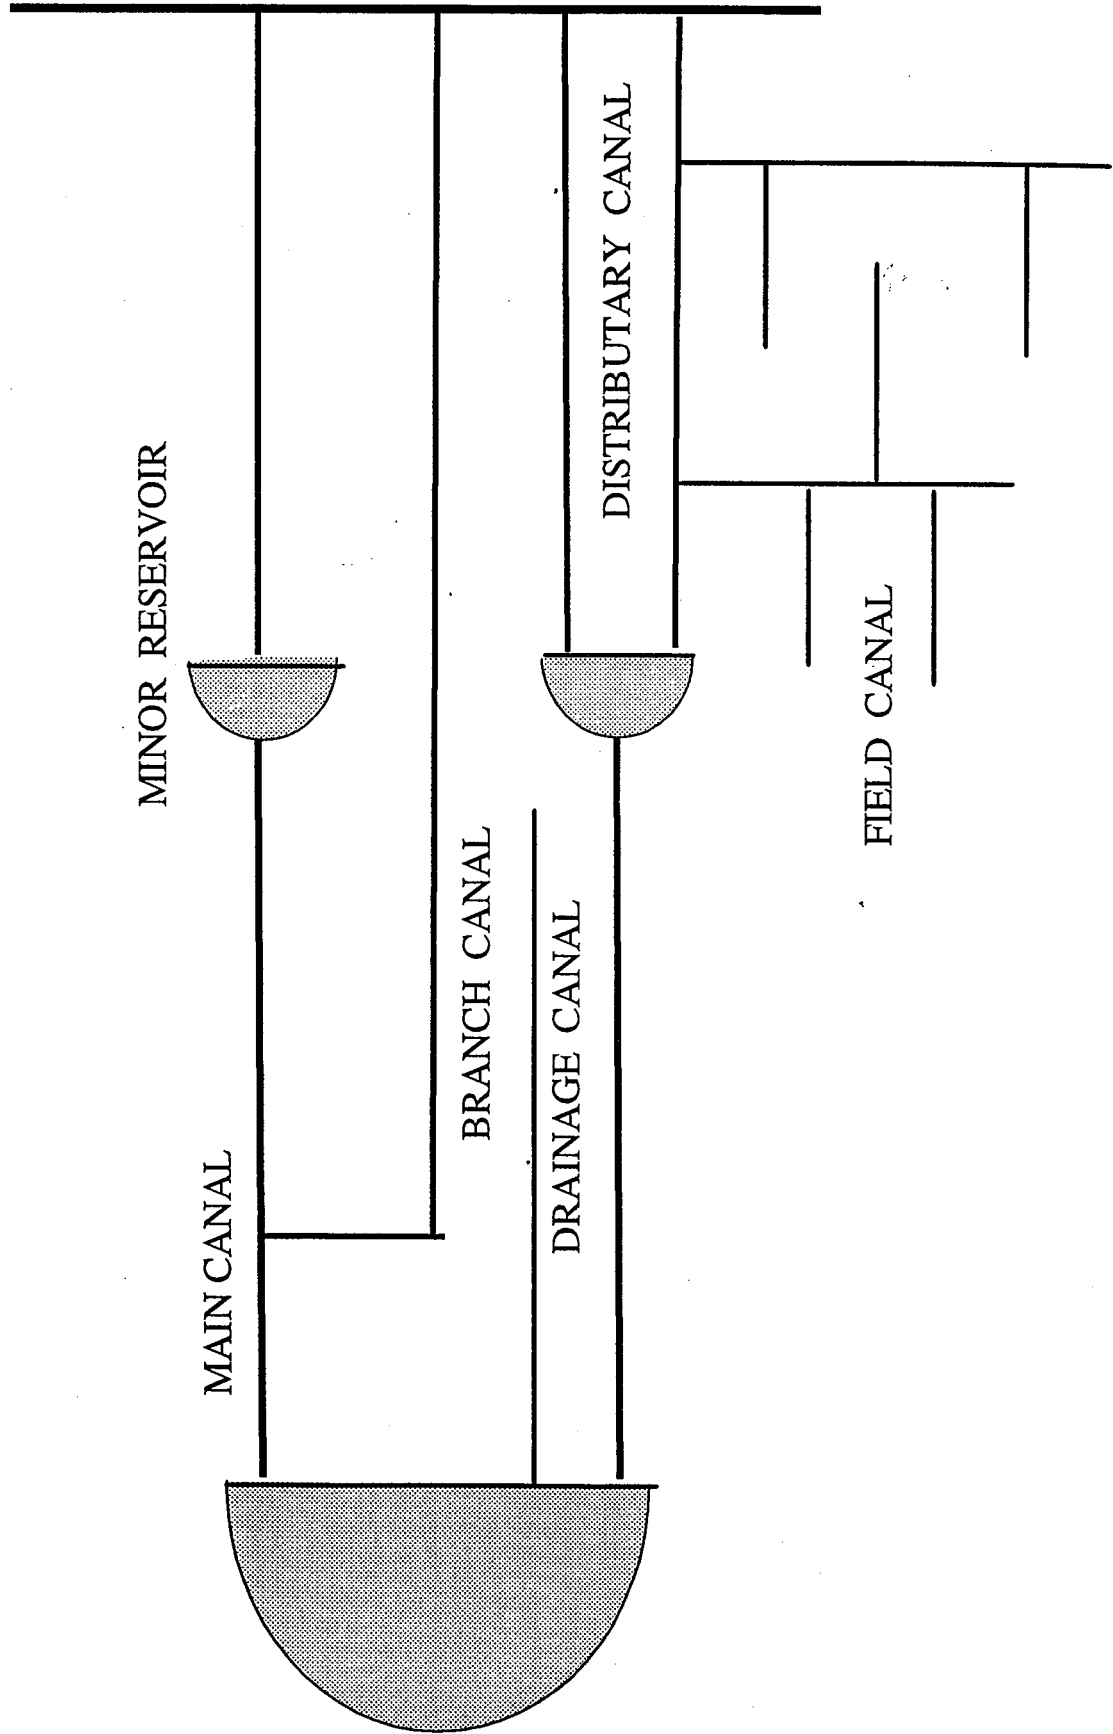 MINOR RESERVOIR
MAIN CANAL
BRANCH CANAL
DRAINAGE CANAL
DISTRIBUTARY CANAL
FIELD CANAL